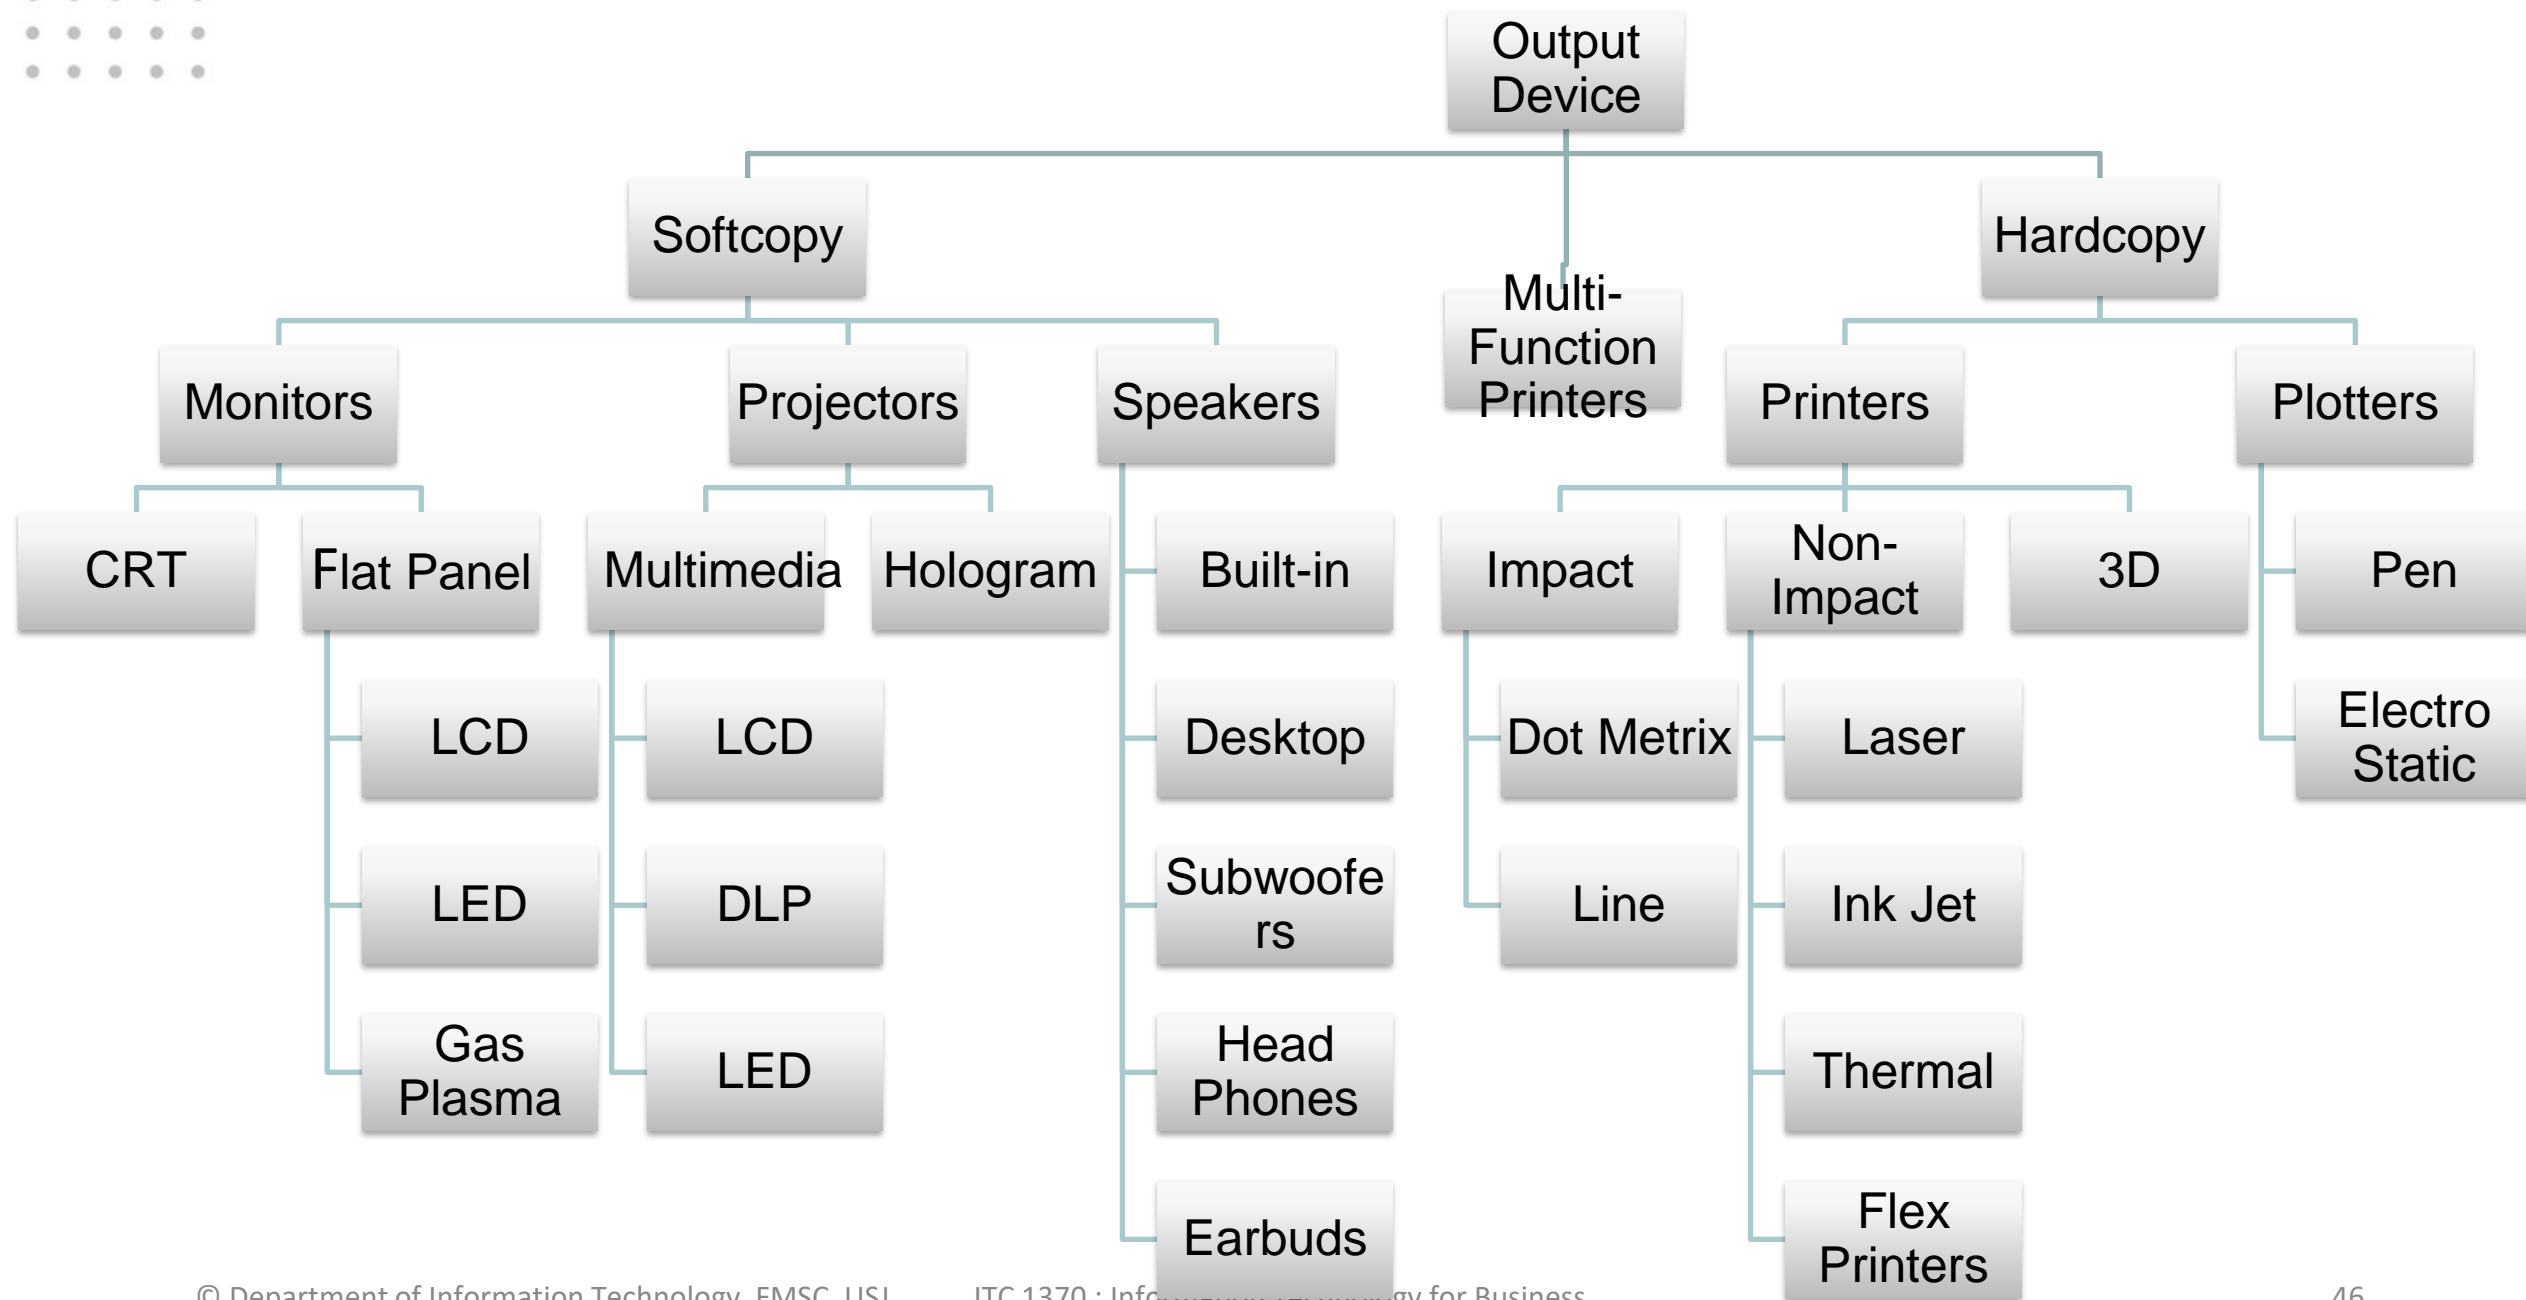 Output
Device
Softcopy
Hardcopy
Multi-
Function
Printers
Monitors
Projectors
Speakers
Printers
Plotters
CRT
Flat Panel
Multimedia
Hologram
Built-in
Impact
Non-
Impact
3D
Pen
LCD
LCD
Desktop
Dot Metrix
Laser
Electro
Static
LED
DLP
Subwoofe
rs
Line
Ink Jet
Gas
Plasma
LED
Head
Phones
Thermal
Earbuds
Flex
Printers
© Department of Information Technology, FMSC, USJ
ITC 1370 : Information Technology for Business
46